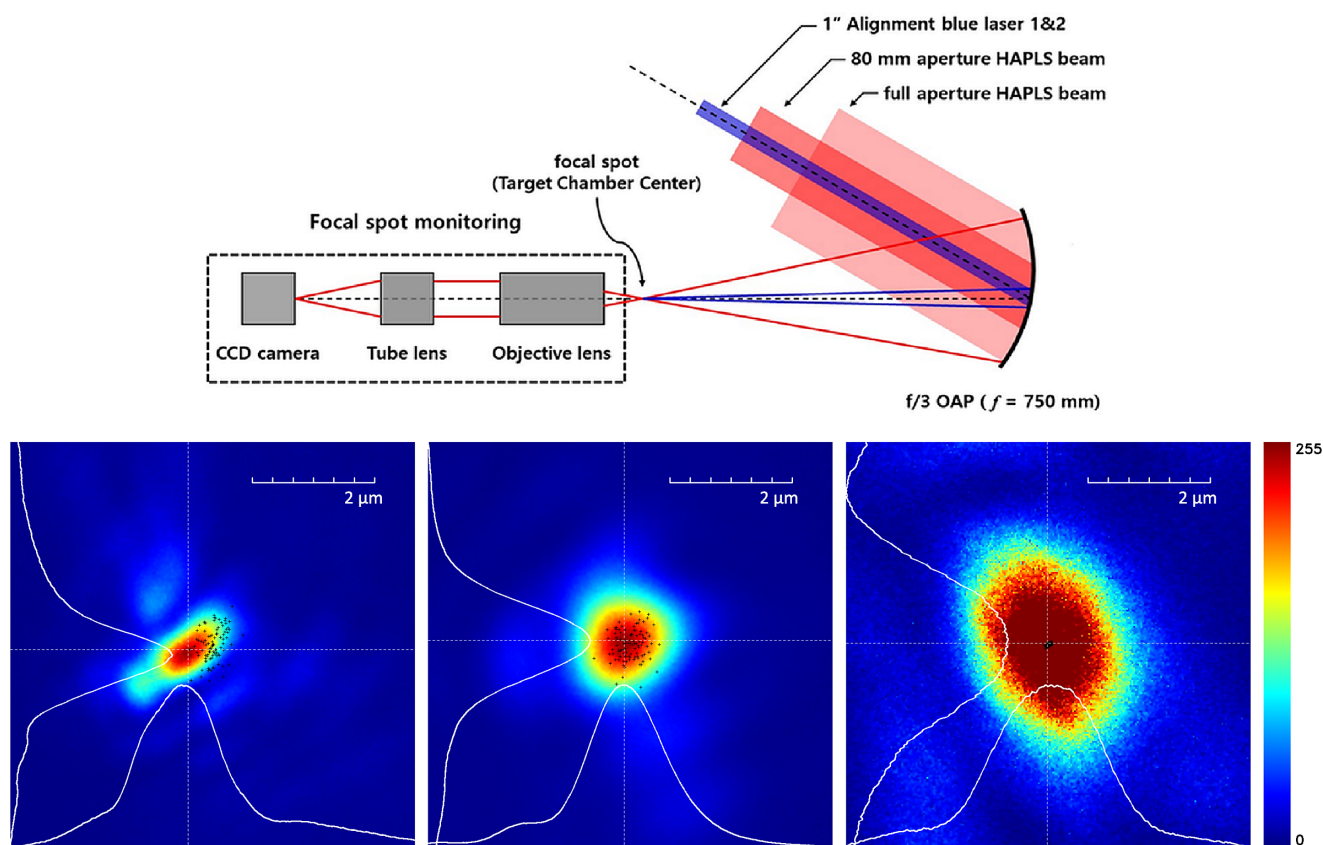 1” Alignment blue laser 1&2
80 mm aperture HAPLS beam
full aperture HAPLS beam
focal spot
(Target Chamber Center)
Focal spot monitoring
CCD camera
Tube lens
Objective lens
f/3 OAP ( f = 750 mm)
2 µm
2 µm
2 µm
255
0